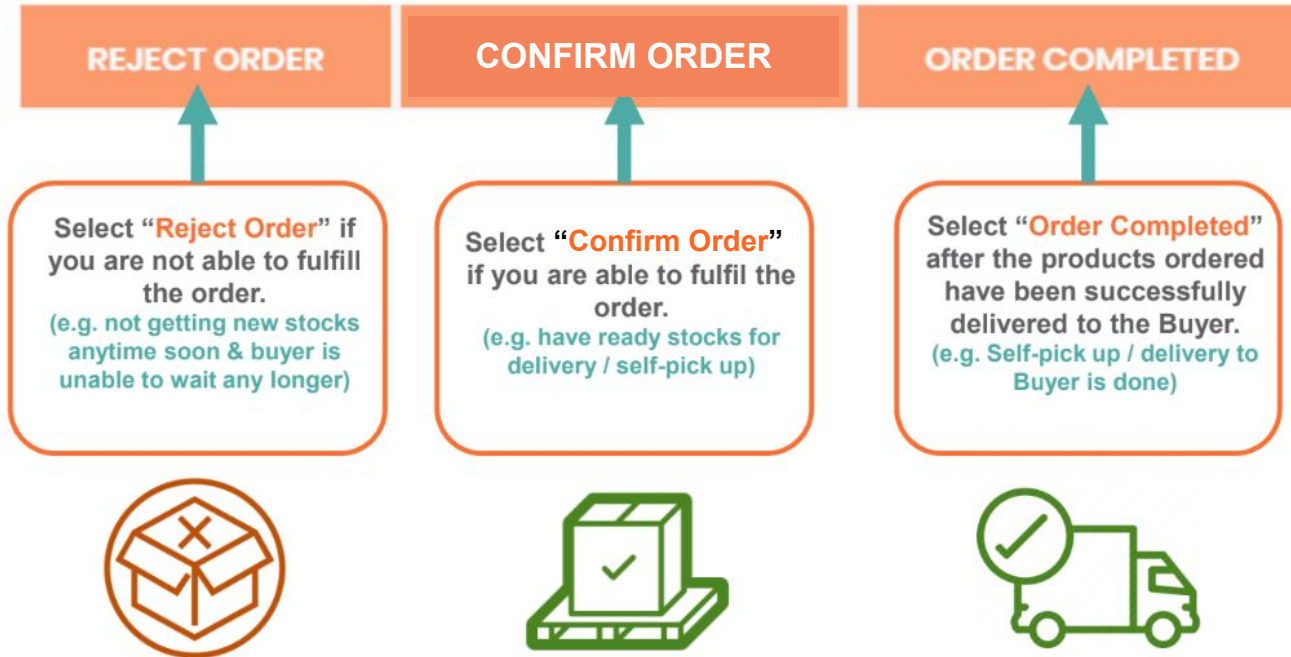 REJECT ORDER
CONFIRM ORDER
ORDER COMPLETED
Select “Reject Order” if
you are not able to fulfill
the order.
(e.g. not getting new stocks
anytime soon & buyer is
unable to wait any longer)
Select “Confirm Order”
if you are able to fulfil the
order.
(e.g. have ready stocks for
delivery / self-pick up)
Select “Order Completed”
after the products ordered
have been successfully
delivered to the Buyer.
(e.g. Self-pick up / delivery to
Buyer is done)